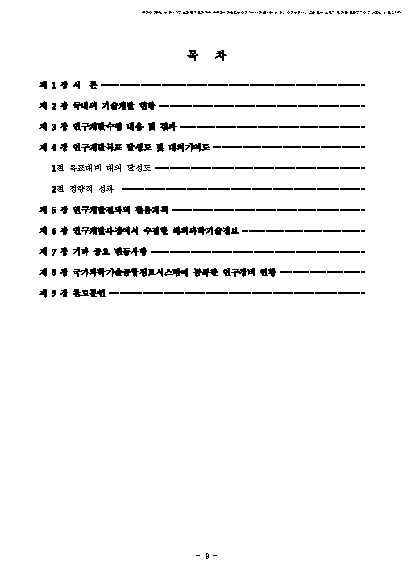 목 차
제 1 장 서 론
제 2 장 국내외 기술개발 현황
제 3 장 연구개발수행 내용 및 결과
제 4 장 연구개발목표 달성도 및 대외기여도
1절 목표대비 대외 달성도
2절 정량적 성과
제 5 장 연구개발결과의 활용계획
제 6 장 연구개발과정에서 수집한 해외과학기술정보
제 7 장 기타 중요 변동사항
제 8 장 국가과학기술종합정보시스템에 등록한 연구장비 현황
제 9 장 참고문헌